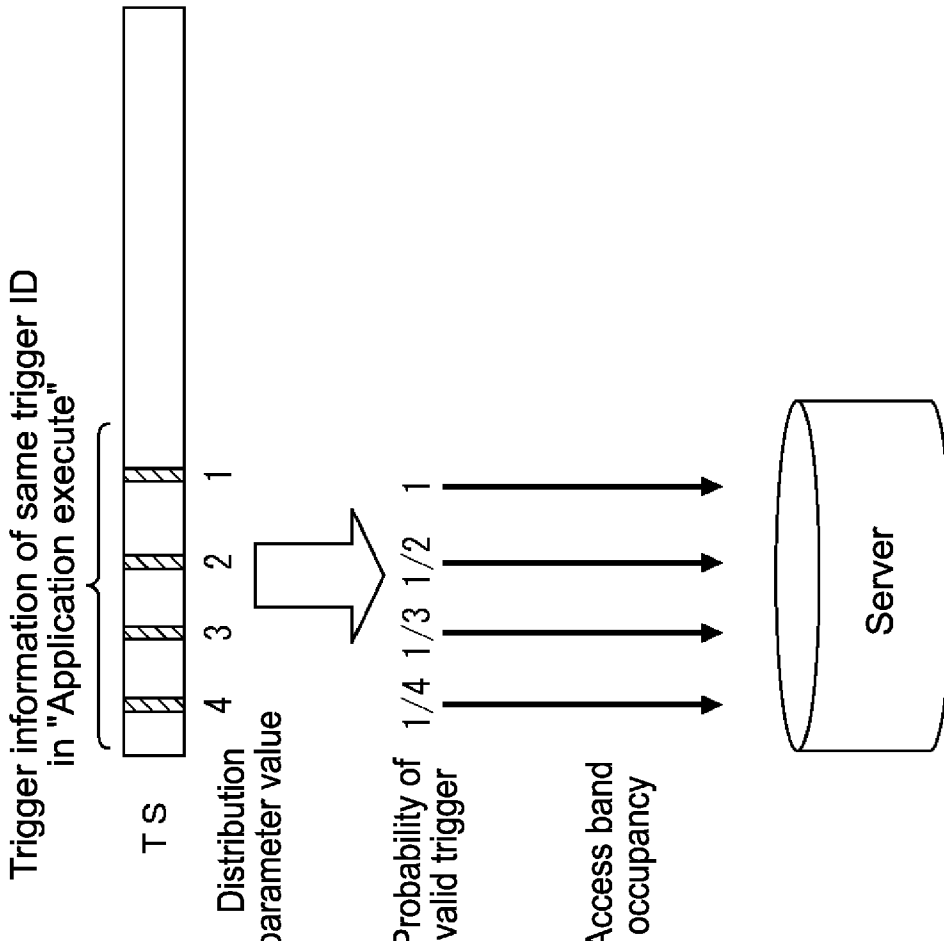 Trigger information of same trigger ID
in "Application execute"
T S
4 3 2 1
Distribution
parameter value
1/4 1/3 1/2 1
Probability of
valid trigger
Access band
occupancy
Server